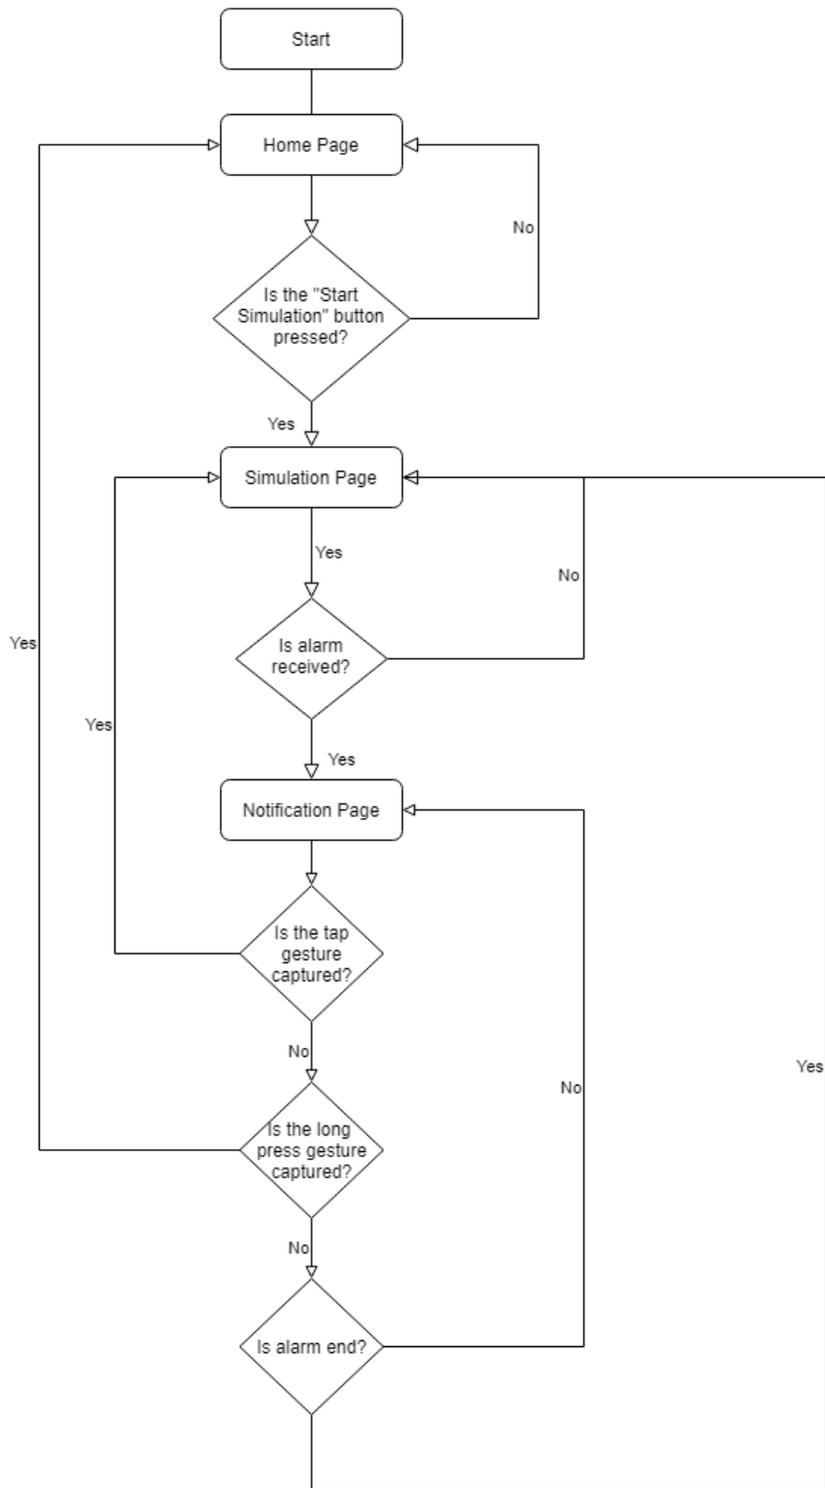 Start
Home Page
No
Is the "Start
Simulation" button
pressed?
Yes
Simulation Page
Yes
No
Is alarm
received?
Yes
Yes
Yes
Notification Page
Is the tap
gesture
captured?
No
Yes
No
Is the long
press gesture
captured?
No
Is alarm end?